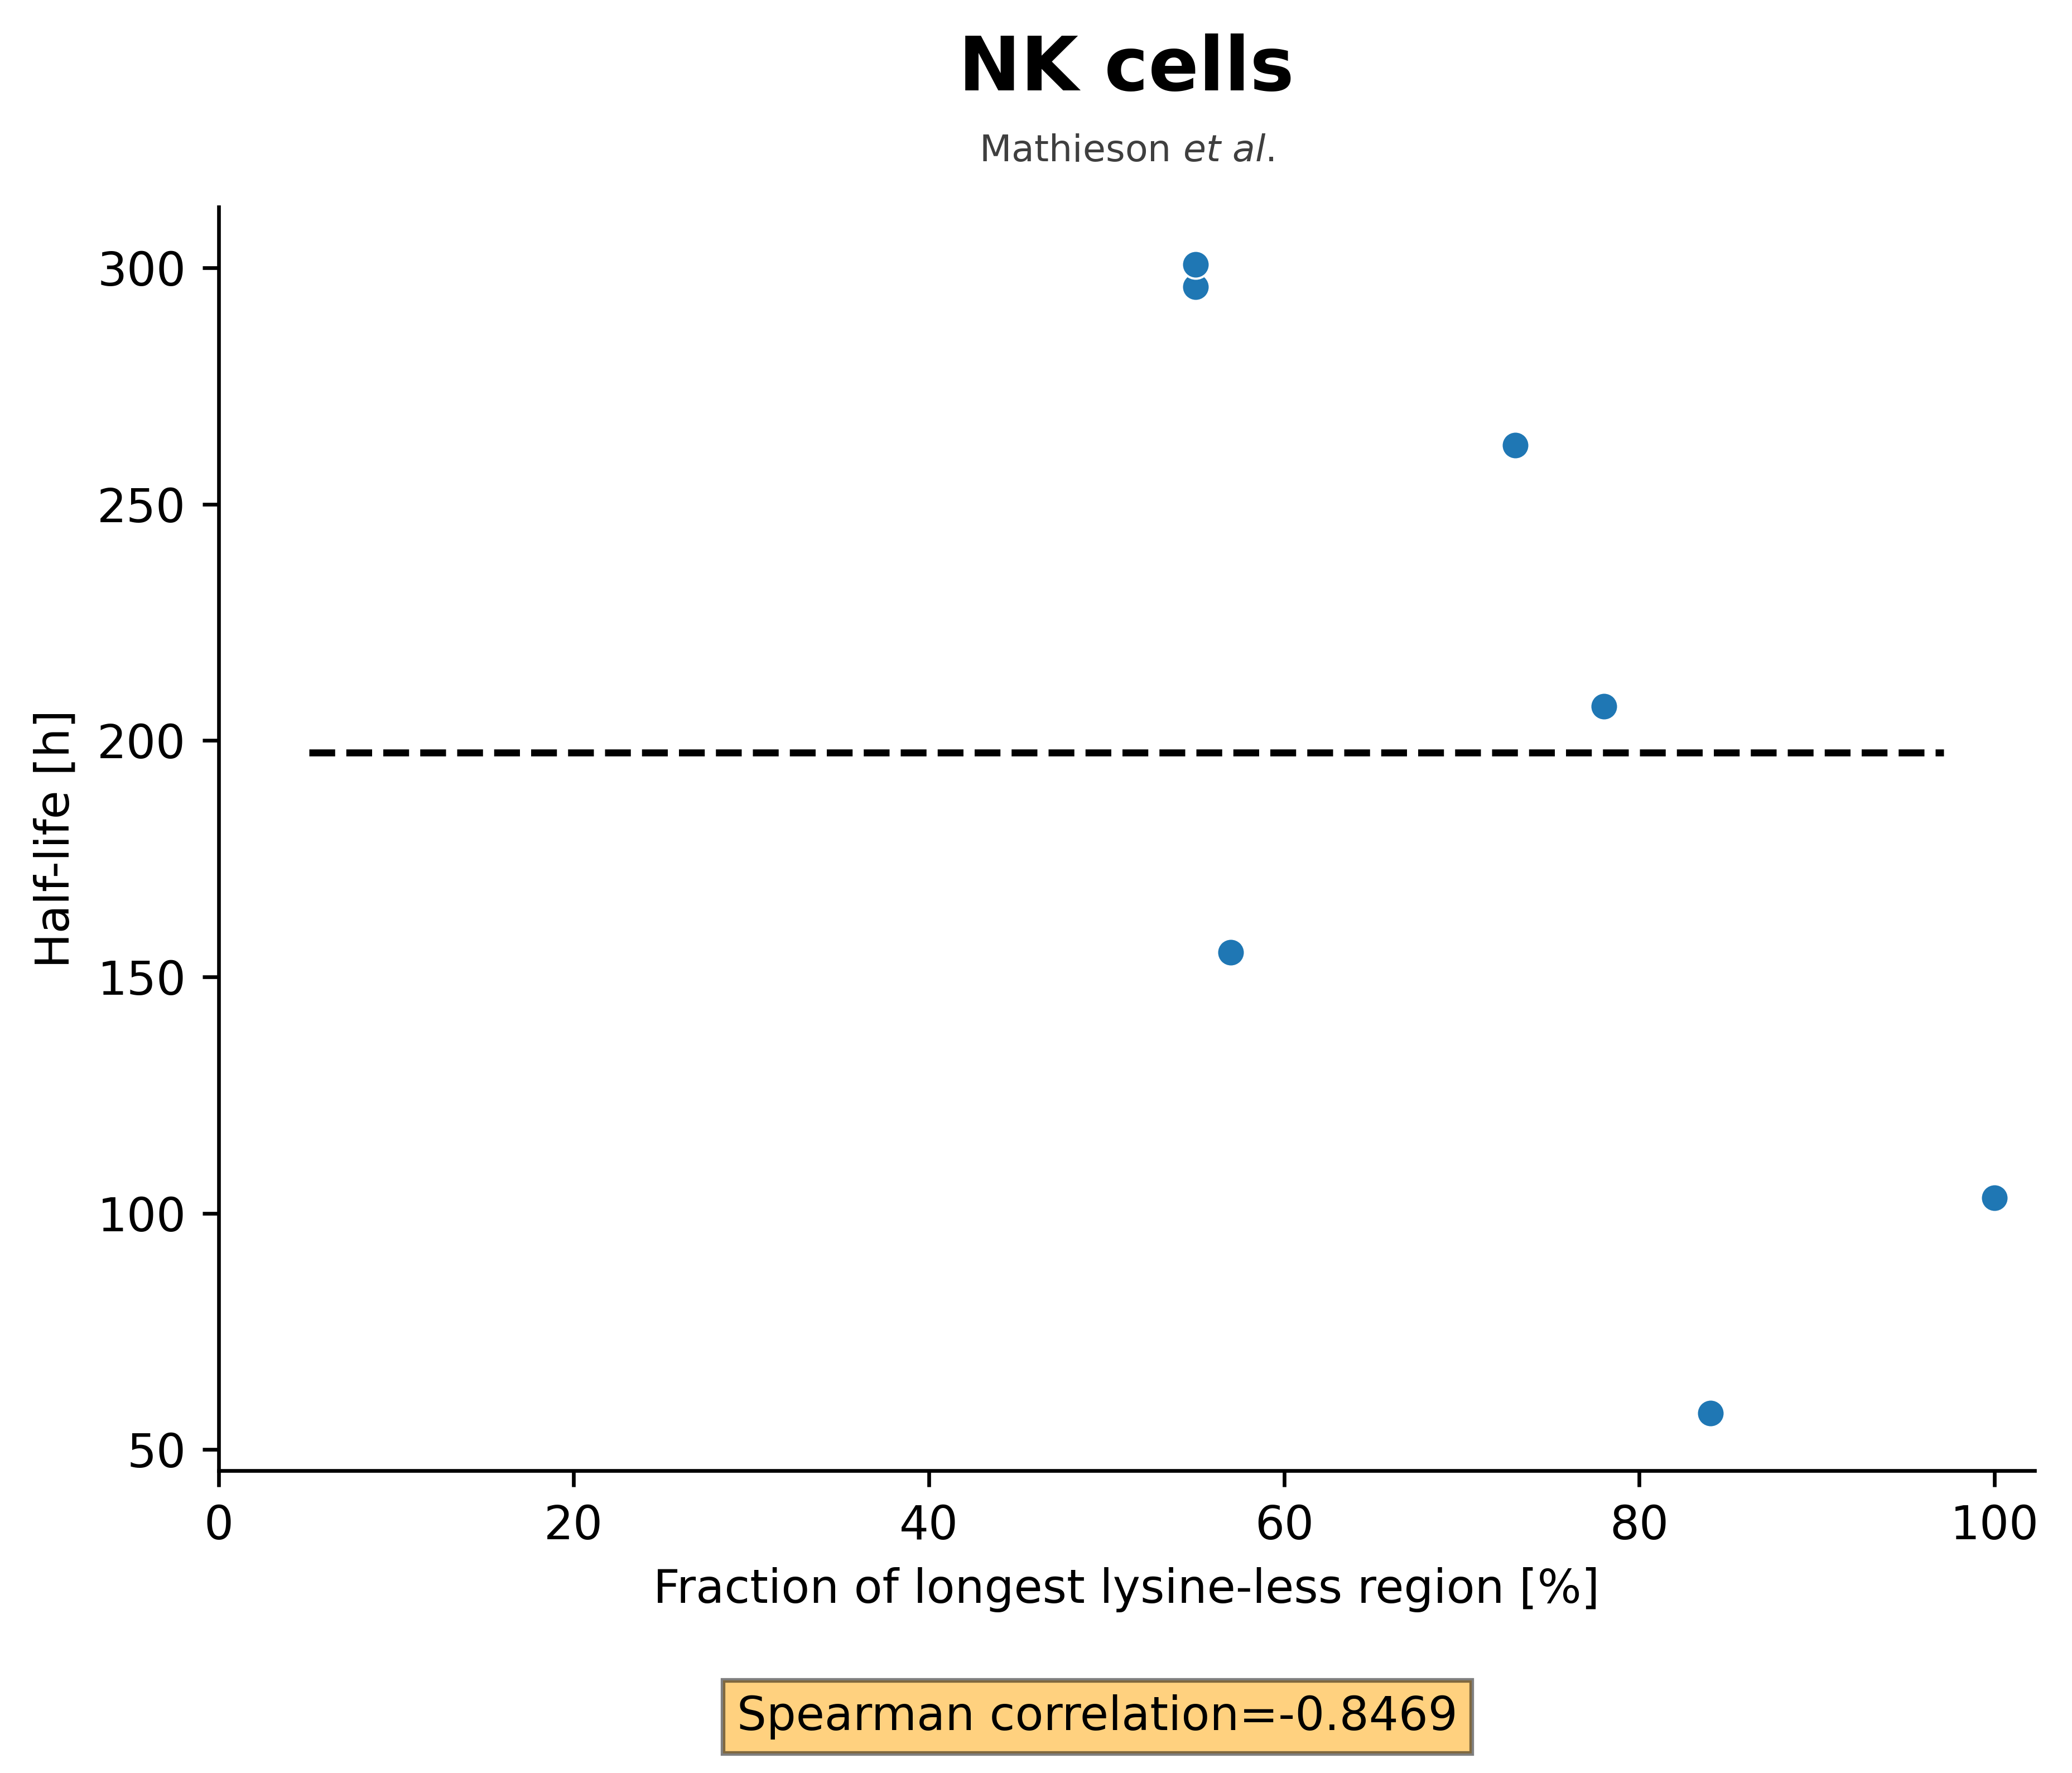 NK cells
Mathieson et al.
300
250
200
150
100
50
Half-life [h]
0 20 40 60 80 100
Fraction of longest lysine-less region [%]
Spearman correlation=-0.8469